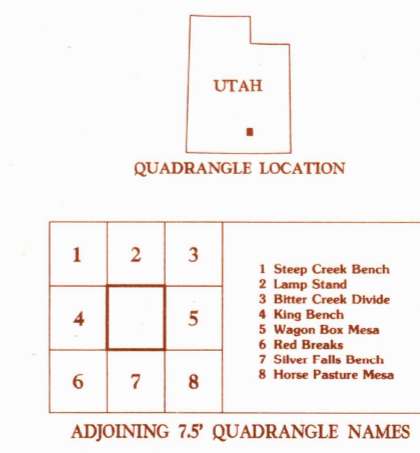 UTAH
QUADRANGLE LOCATION
1 2 3
4 5
6 7 8
1 Steep Creek Bench
2 Lamp Stand
3 Bitter Creek Divide
4 King Bench
5 Wagon Box Mesa
6 Red Breaks
7 Silver Falls Bench
8 Horse Pasture Mesa
ADJOINING 7.5' QUADRANGLE NAMES